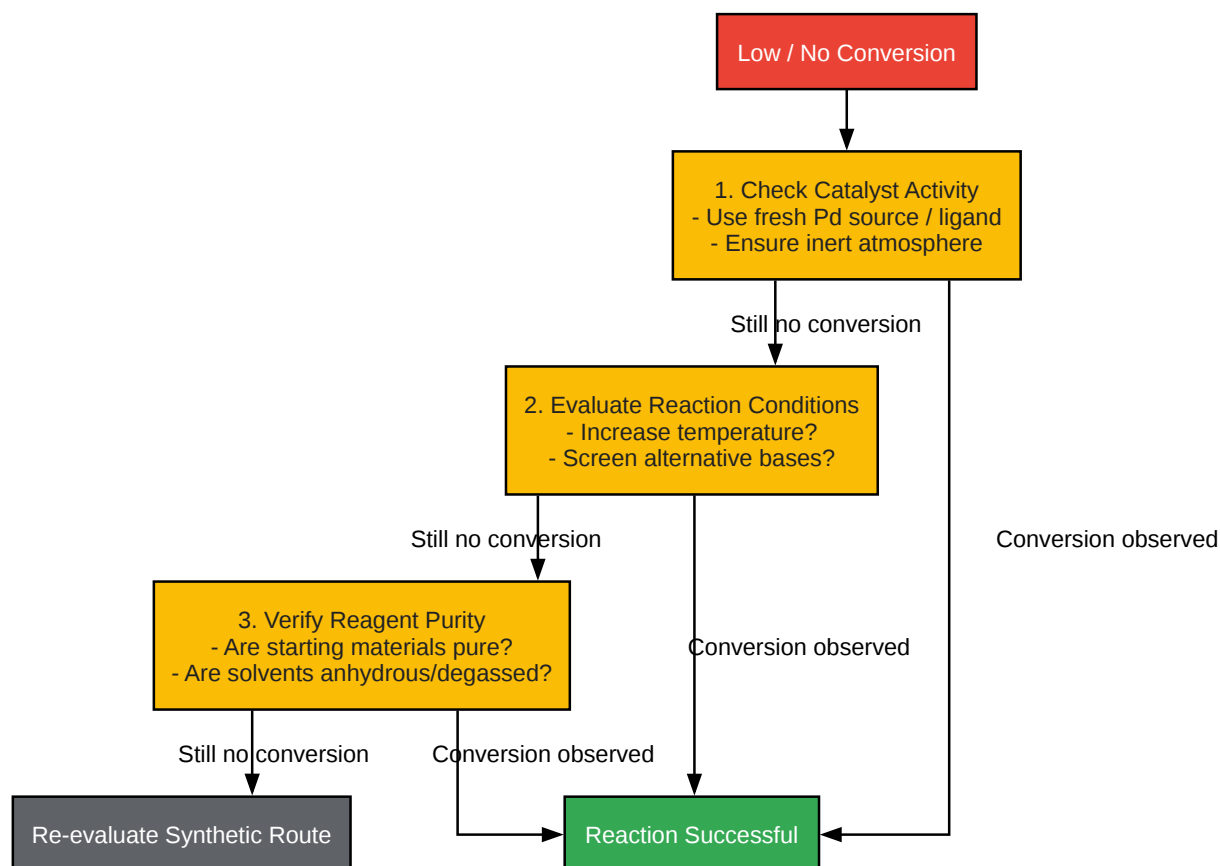 Low / No Conversion
1. Check Catalyst Activity
- Use fresh Pd source / ligand
- Ensure inert atmosphere
Still no conversion
2. Evaluate Reaction Conditions
- Increase temperature?
- Screen alternative bases?
Still no conversion
Conversion observed
3. Verify Reagent Purity
- Are starting materials pure?
- Are solvents anhydrous/degassed?
Conversion observed
Still no conversion
Conversion observed
Re-evaluate Synthetic Route
Reaction Successful